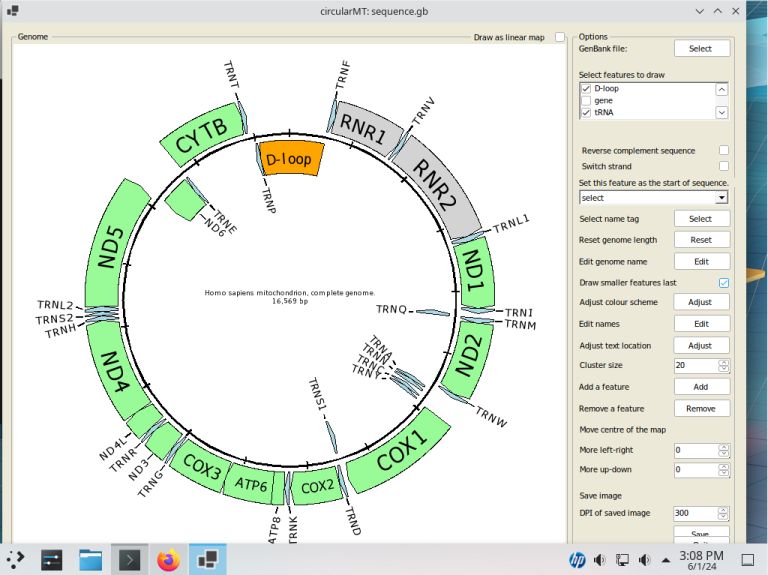 circularMT: sequence.gb
Genome
Draw as linear map
Options
GenBank file:
Select
Select features to draw
D-loop
gene
tRNA
Reverse complement sequence
Switch strand
Set this feature as the start of sequence.
select
Select name tag
Select
Reset genome length
Reset
Edit genome name
Edit
Draw smaller features last
Adjust colour scheme
Adjust
Edit names
Edit
Adjust text location
Adjust
Cluster size
20
Add a feature
Add
Remove a feature
Remove
Move centre of the map
More left-right
0
More up-down
0
Save image
DPI of saved image
300
Save
TRNT
TRNF
CYTB
RNR1
TRNV
D-loop
RNR2
TRNP
TRNE
ND6
TRNL1
ND5
ND1
Homo sapiens mitochondrion, complete genome.
16,569 bp
TRNL2
TRNS2
TRNH
TRNQ
TRNI
TRNM
ND4
ND2
TRNA
TRNN
TRNC
TRNY
TRNS1
TRNW
ND4L
TRNR
ND3
TRNG
COX3
ATP6
COX2
COX1
ATP8
TRNK
TRND
hp
3:08 PM
6/1/24